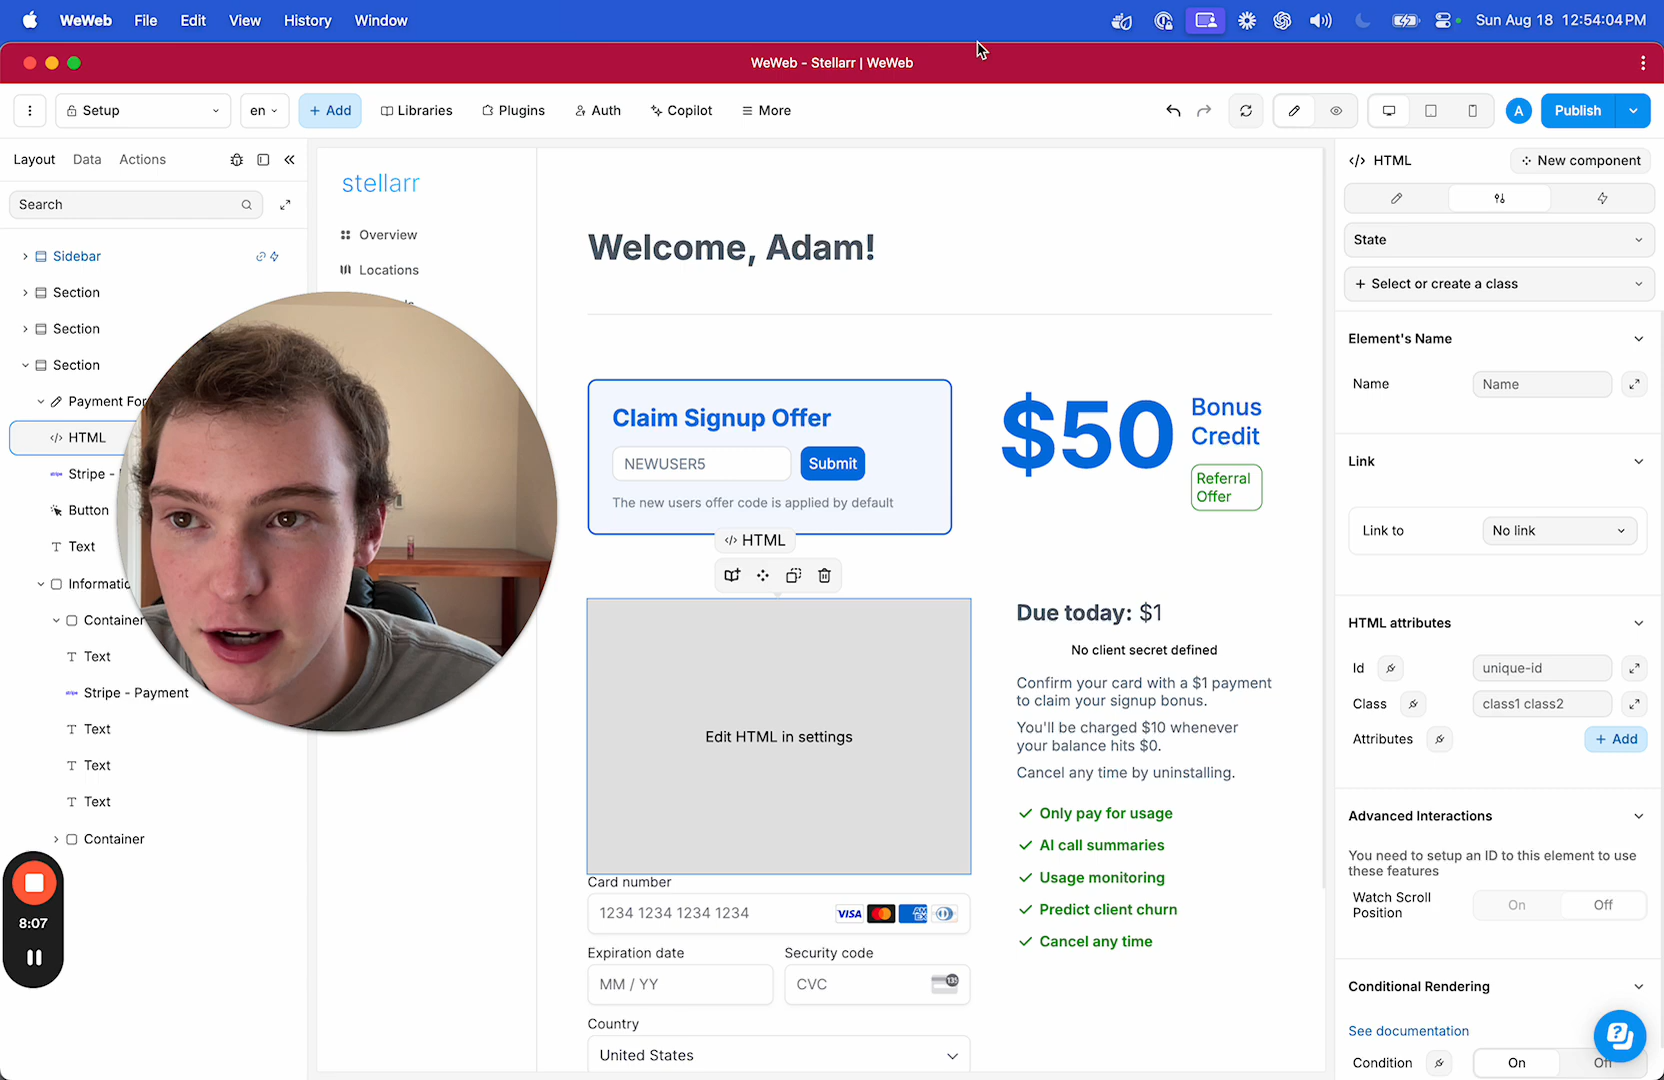 WeWeb File Edit View History Window
Sun Aug 18 12:54:04 PM
WeWeb - Stellarr | WeWeb
Setup
en
+ Add
Libraries
Plugins
Auth
Copilot
More
A
Publish
Layout Data Actions
Search
Sidebar
Section
Section
Section
Payment For
HTML
Stripe -
Button
Text
Informatio
Container
Text
Stripe - Payment
Text
Text
Text
Container
8:07
stellarr
Overview
Locations
Welcome, Adam!
Claim Signup Offer
NEWUSER5
Submit
The new users offer code is applied by default
$50
Bonus
Credit
Referral
Offer
</> HTML
Edit HTML in settings
Card number
1234 1234 1234 1234
VISA
AM
EX
Expiration date
MM / YY
Security code
CVC
135
Country
United States
Due today: $1
No client secret defined
Confirm your card with a $1 payment
to claim your signup bonus.
You'll be charged $10 whenever
your balance hits $0.
Cancel any time by uninstalling.
Only pay for usage
AI call summaries
Usage monitoring
Predict client churn
Cancel any time
</> HTML
New component
State
+ Select or create a class
Element's Name
Name
Name
Link
Link to
No link
HTML attributes
Id
unique-id
Class
class1 class2
Attributes
+ Add
Advanced Interactions
You need to setup an ID to this element to use
these features
Watch Scroll
Position
On
Off
Conditional Rendering
See documentation
Condition
On